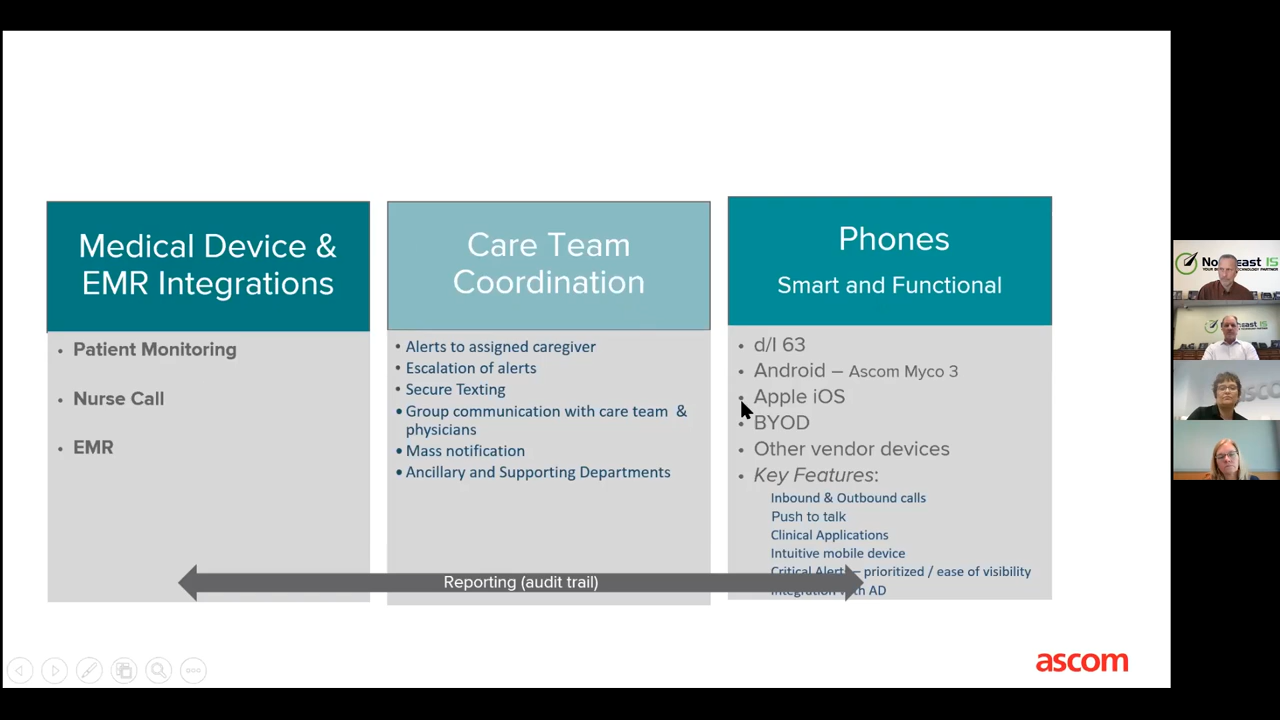 Medical Device &
EMR Integrations
• Patient Monitoring
• Nurse Call
• EMR
Care Team
Coordination
• Alerts to assigned caregiver
• Escalation of alerts
• Secure Texting
• Group communication with care team &
physicians
• Mass notification
• Ancillary and Supporting Departments
Phones
Smart and Functional
• d/I 63
• Android – Ascom Myco 3
• Apple iOS
• BYOD
• Other vendor devices
• Key Features:
Inbound & Outbound calls
Push to talk
Clinical Applications
Intuitive mobile device
Critical Alert – prioritized / ease of visibility
Integration with AD
Reporting (audit trail)
ascom